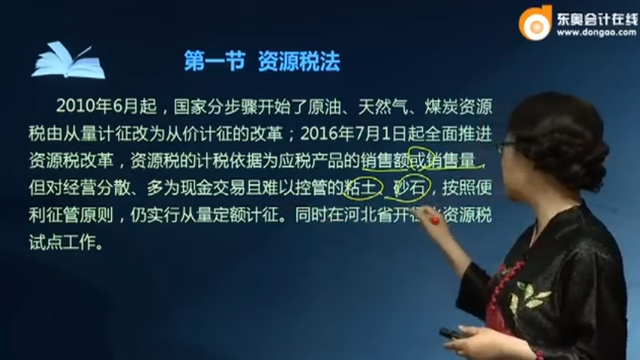 东奥会计在线
www.dongao.com
第一节 资源税法
2010年6月起，国家分步骤开始了原油、天然气、煤炭资源
税由从量计征改为从价计征的改革；2016年7月1日起全面推进
资源税改革，资源税的计税依据为应税产品的销售额或销售量，
但对经营分散、多为现金交易且难以控管的粘土、砂石，按照便
利征管原则，仍实行从量定额计征。同时在河北省开征水资源税
试点工作。